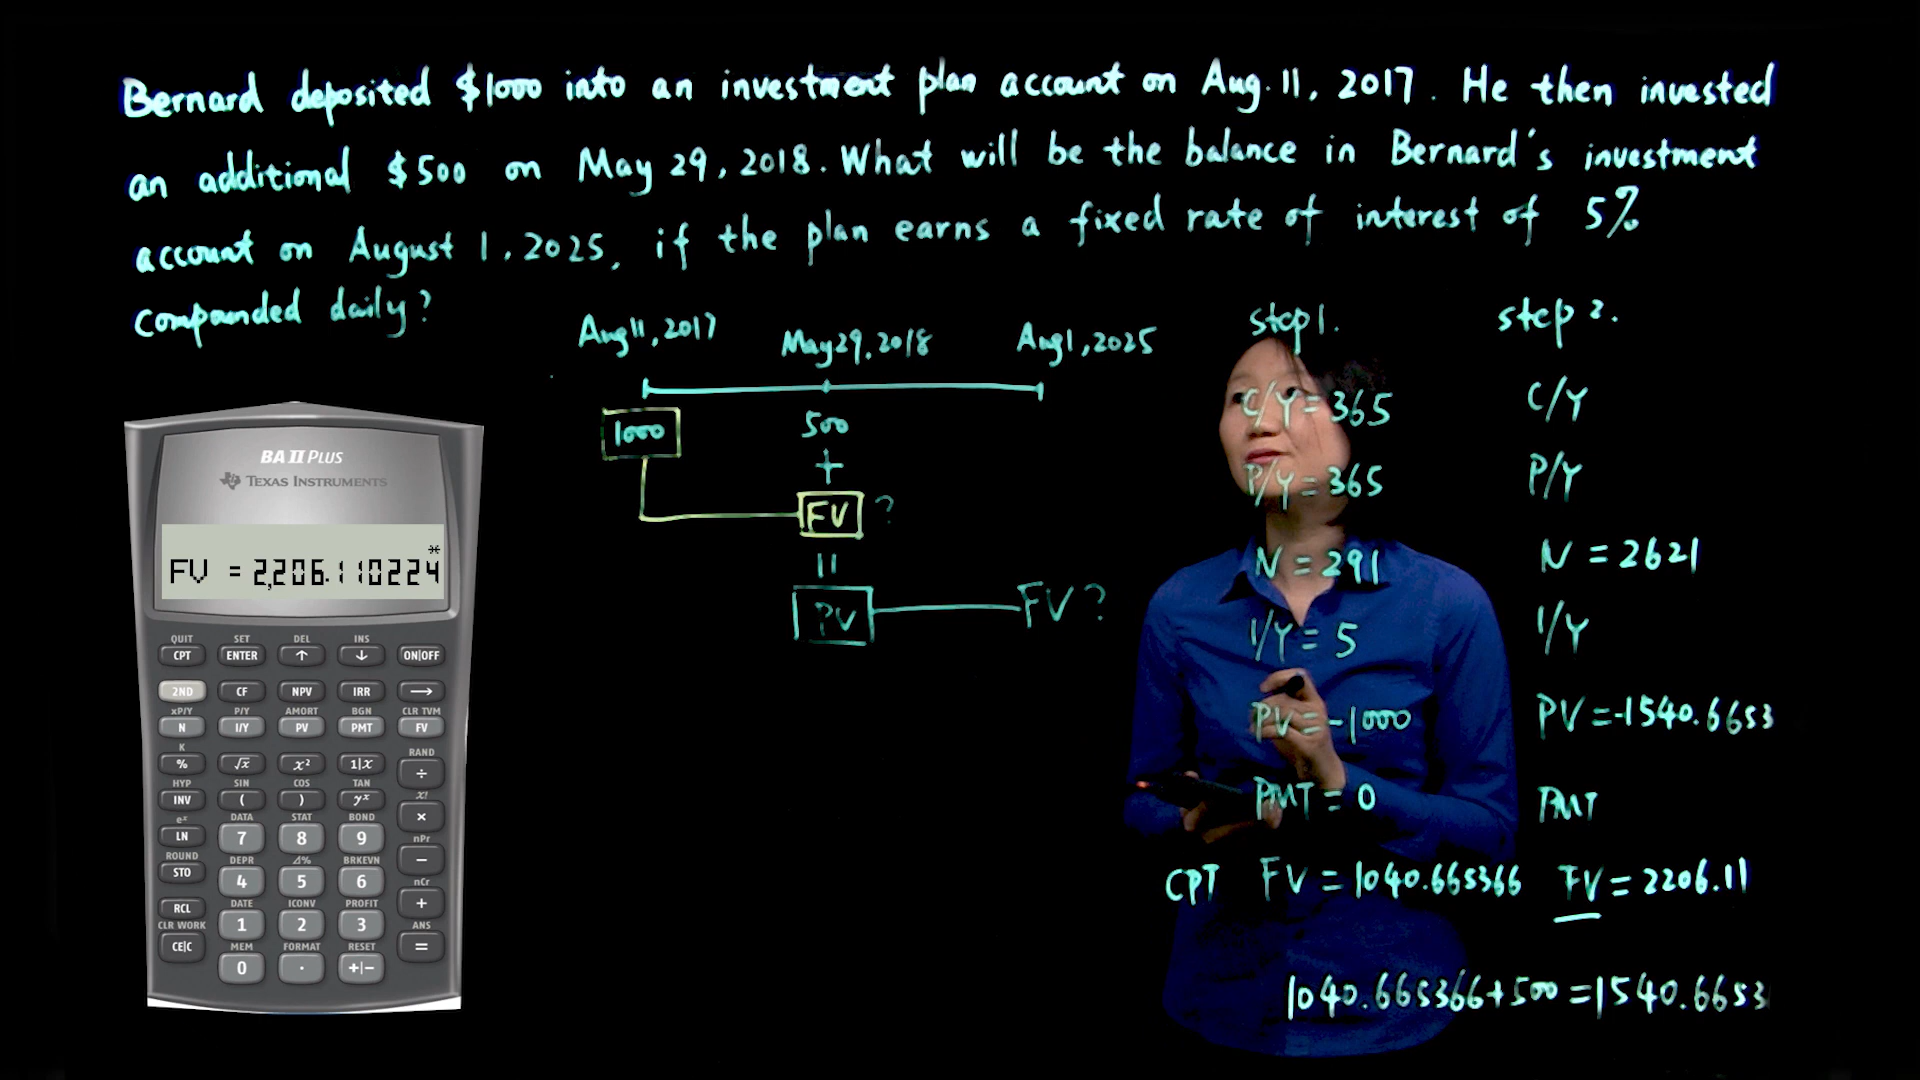 Bernard deposited $1000 into an investment plan account on Aug. 11, 2017. He then invested
an additional $500 on May 29, 2018. What will be the balance in Bernard's investment
account on August 1, 2025, if the plan earns a fixed rate of interest of 5%
compounded daily?
Aug 11, 2017 May 29, 2018 Aug 1, 2025
1000 500
+
FV ?
=
PV FV ?
step 1.
C/Y = 365
P/Y = 365
N = 291
I/Y = 5
PV = -1000
PMT = 0
CPT FV = 1040.665366
step 2.
C/Y
P/Y
N = 2621
I/Y
PV = -1540.6653
PMT
FV = 2206.11
1040.665366 + 500 = 1540.6653
BA II PLUS
TEXAS INSTRUMENTS
*
FV = 2,206.110224
QUIT SET DEL INS
CPT ENTER ↑ ↓ ON|OFF
2ND CF NPV IRR →
xP/Y P/Y AMORT BGN CLR TVM
N I/Y PV PMT FV
K RAND
% √x x² 1|x ÷
HYP SIN COS TAN x!
INV ( ) yˣ ×
eˣ DATA STAT BOND nPr
LN 7 8 9 −
ROUND DEPR Δ% BRKEVN nCr
STO 4 5 6 +
DATE ICONV PROFIT ANS
RCL 1 2 3 =
CLR WORK MEM FORMAT RESET
CE|C 0 . +|−